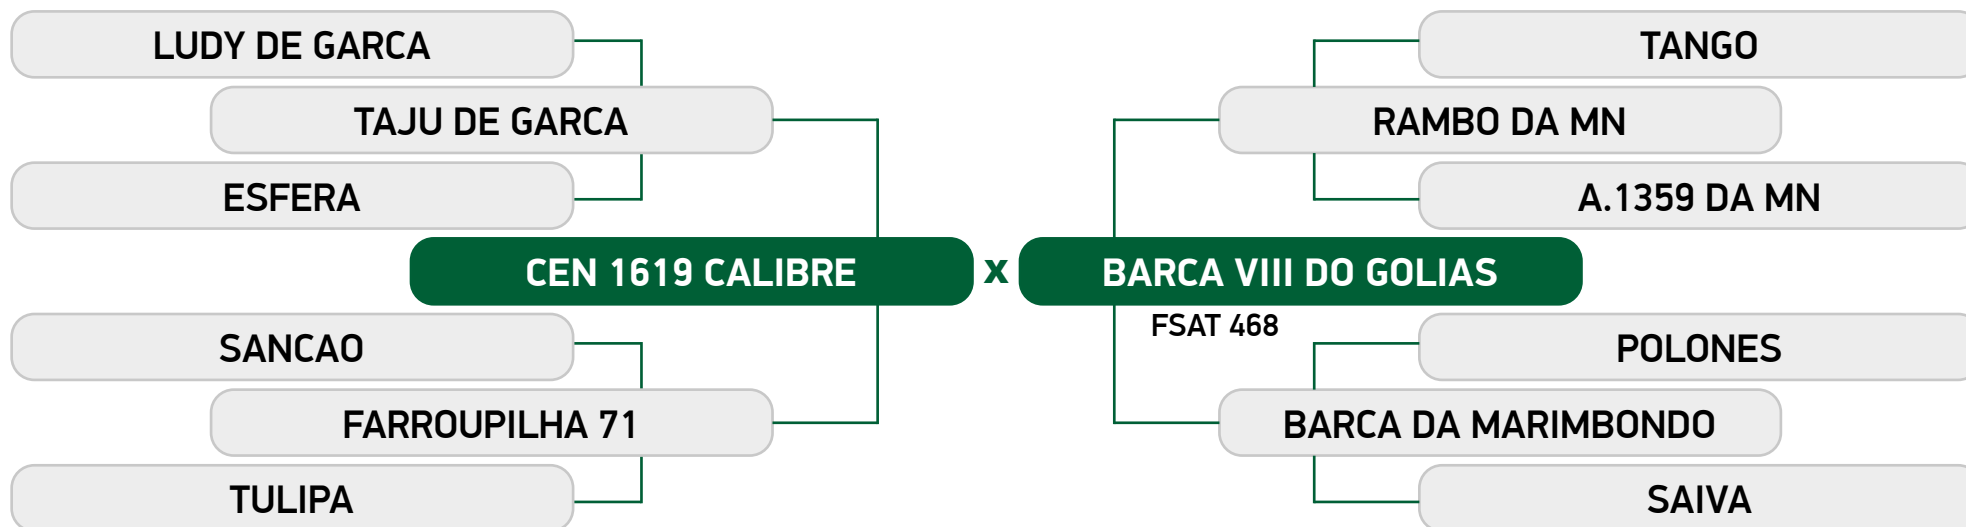 LUDY DE GARCA
TANGO
TAJU DE GARCA
RAMBO DA MN
ESFERA
A.1359 DA MN
CEN 1619 CALIBRE x BARCA VIII DO GOLIAS
FSAT 468
SANCAO
POLONES
FARROUPILHA 71
BARCA DA MARIMBONDO
TULIPA
SAIVA